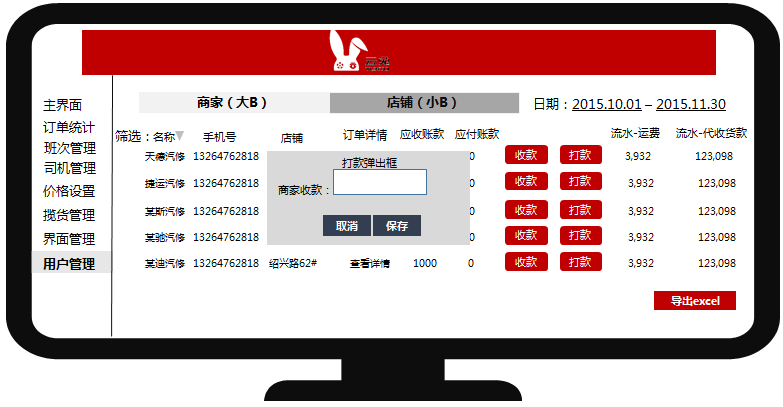 商家（大B）
店铺（小B）
日期：2015.10.01 – 2015.11.30
主界面
订单统计
班次管理
司机管理
价格设置
揽货管理
界面管理
用户管理
筛选：名称 手机号 店铺 订单详情 应收账款 应付账款 流水-运费 流水-代收货款
天德汽修 13264762818 0 收款 打款 3,932 123,098
捷运汽修 13264762818 0 收款 打款 3,932 123,098
某斯汽修 13264762818 0 收款 打款 3,932 123,098
某驰汽修 13264762818 0 收款 打款 3,932 123,098
某迪汽修 13264762818 绍兴路62# 查看详情 1000 0 收款 打款 3,932 123,098
打款弹出框
商家收款：
取消 保存
导出excel